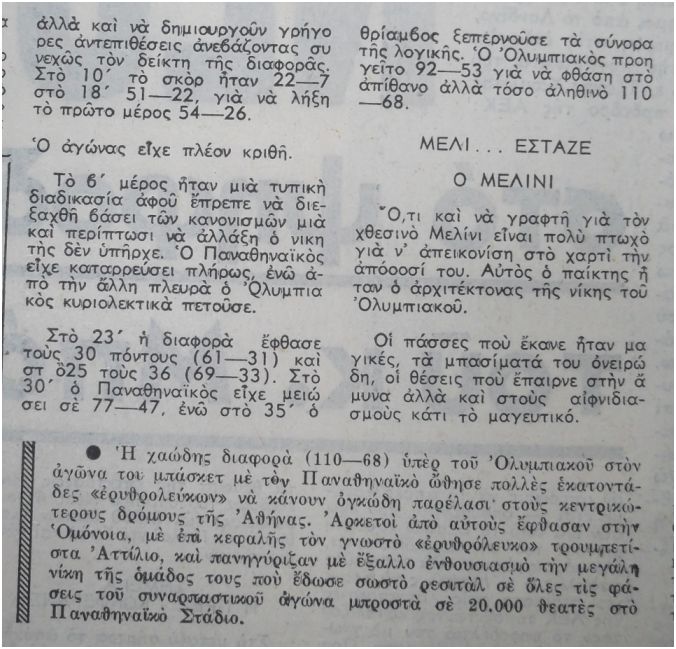 ἀλλὰ καὶ νὰ δημιουργοῦν γρήγο
ρες ἀντεπιθέσεις ἀνεβάζοντας συ
νεχῶς τὸν δείκτη τῆς διαφορᾶς.
Στὸ 10′ τὸ σκὸρ ἦταν 22—7
στὸ 18′ 51—22, γιὰ νὰ λήξη
τὸ πρῶτο μέρος 54—26.
Ὁ ἀγώνας εἶχε πλέον κριθῆ.
Τὸ 6′ μέρος ἦταν μιὰ τυπικὴ
διαδικασία ἀφοῦ ἔπρεπε νὰ διε-
ξαχθῆ βάσει τῶν κανονισμῶν μιὰ
καὶ περίπτωσι νὰ ἀλλάξη ὁ νικη
τὴς δὲν ὑπῆρχε. Ὁ Παναθηναϊκὸς
εἶχε καταρρεύσει πλήρως, ἐνῶ ἀ-
πὸ τὴν ἄλλη πλευρὰ ὁ Ὀλυμπια
κὸς κυριολεκτικὰ πετοῦσε.
Στὸ 23′ ἡ διαφορὰ ἔφθασε
τοὺς 30 πόντους (61—31) καὶ
στ ὂ25 τοὺς 36 (69—33). Στὸ
30′ ὁ Παναθηναϊκὸς εἶχε μειώ
σει σὲ 77—47, ἐνῶ στὸ 35′ ὁ
θρίαμβος ξεπερνοῦσε τὰ σύνορα
τῆς λογικῆς. Ὁ Ὀλυμπιακὸς προη
γεῖτο 92—53 γιὰ νὰ φθάση στὸ
ἀπίθανο ἀλλὰ τόσο ἀληθινὸ 110
—68.
ΜΕΛΙ... ΕΣΤΑΖΕ
Ο ΜΕΛΙΝΙ
Ὅ,τι καὶ νὰ γραφτῆ γιὰ τὸν
χθεσινὸ Μελίνι εἶναι πολὺ πτωχὸ
γιὰ ν' ἀπεικονίση στὸ χαρτὶ τὴν
ἀπόοοσί του. Αὐτὸς ὁ παίκτης ἤ
ταν ὁ ἀρχιτέκτονας τῆς νίκης τοῦ
Ὀλυμπιακοῦ.
Οἱ πάσσες ποὺ ἔκανε ἦταν μα
γικές, τὰ μπασίματά του ὀνειρώ
δη, οἱ θέσεις ποὺ ἔπαιρνε στὴν ἄ
μυνα ἀλλὰ καὶ στοὺς αἰφνιδια-
σμοὺς κάτι τὸ μαγευτικό.
● Ἡ χαώδης διαφορὰ (110—68) ὑπὲρ τοῦ Ὀλυμπιακοῦ στὸν
ἀγῶνα του μπάσκετ μὲ τὸν Παναθηναϊκὸ ὤθησε πολλὲς ἑκατοντά-
δες «ἐρυθρολεύκων» νὰ κάνουν ὀγκώδη παρέλασι στοὺς κεντρικώ-
τερους δρόμους τῆς Ἀθήνας. Ἀρκετοὶ ἀπὸ αὐτοὺς ἔφθασαν στὴν
Ὁμόνοια, μὲ ἐπὶ κεφαλῆς τὸν γνωστὸ «ἐρυθρόλευκο» τρουμπετί-
στα Ἀττίλιο, καὶ πανηγύριζαν μὲ ἔξαλλο ἐνθουσιασμὸ τὴν μεγάλη
νίκη τῆς ὁμάδος τους ποὺ ἔδωσε σωστὸ ρεσιτὰλ σὲ ὅλες τὶς φά-
σεις τοῦ συναρπαστικοῦ ἀγώνα μπροστὰ σὲ 20.000 θεατὲς στὸ
Παναθηναϊκὸ Στάδιο.